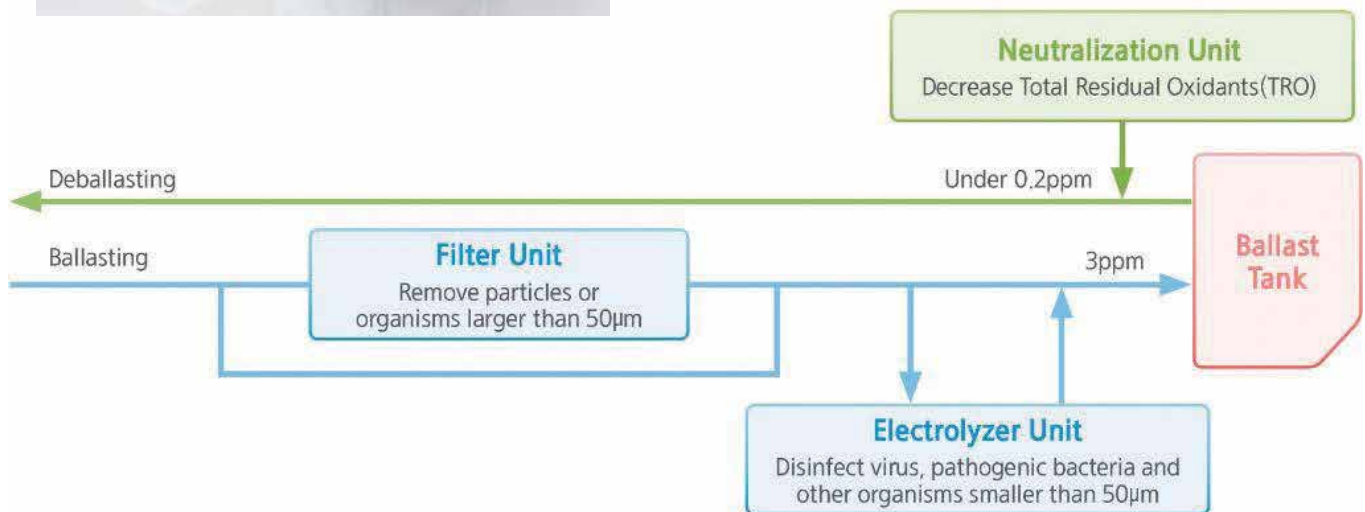 Neutralization Unit
Decrease Total Residual Oxidants(TRO)
Deballasting
Under 0.2ppm
Ballasting
Filter Unit
Remove particles or
organisms larger than 50μm
3ppm
Ballast
Tank
Electrolyzer Unit
Disinfect virus, pathogenic bacteria and
other organisms smaller than 50μm